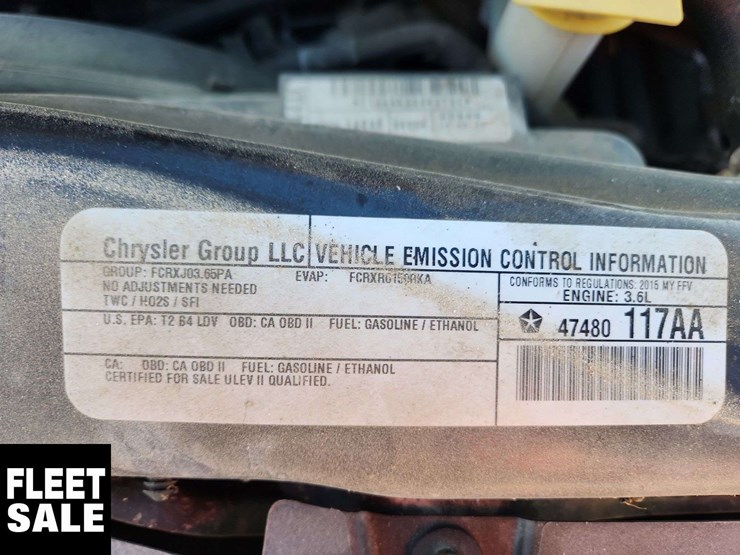 Chrysler Group LLC VEHICLE EMISSION CONTROL INFORMATION
GROUP: FCRXJ03.65PA EVAP:
NO ADJUSTMENTS NEEDED
TWC / HO2S / SFI
CONFORMS TO REGULATIONS: 2015 MY FFV
ENGINE: 3.6L
U.S. EPA: T2 B4 LDV OBD: CA OBD II FUEL: GASOLINE / ETHANOL
47480 117AA
CA: OBD: CA OBD II FUEL: GASOLINE / ETHANOL
CERTIFIED FOR SALE ULEV II QUALIFIED.
FLEET
SALE